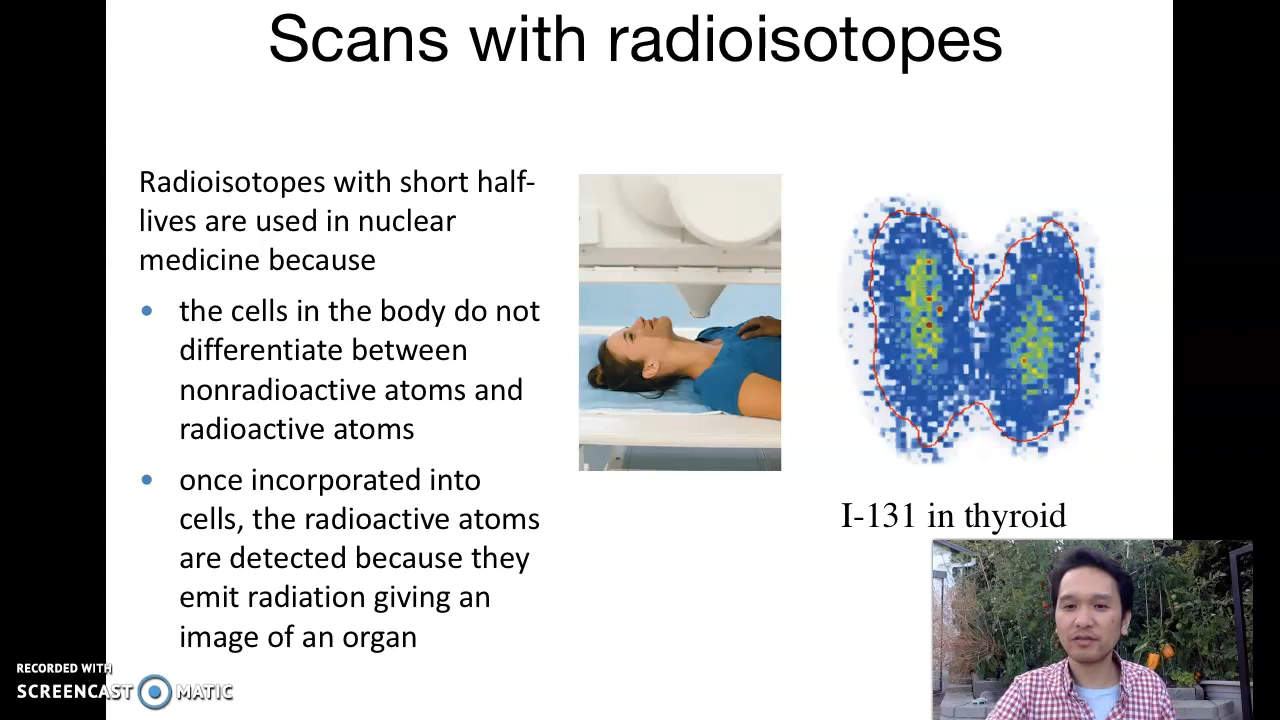 Scans with radioisotopes
Radioisotopes with short half-
lives are used in nuclear
medicine because
• the cells in the body do not
differentiate between
nonradioactive atoms and
radioactive atoms
• once incorporated into
cells, the radioactive atoms
are detected because they
emit radiation giving an
image of an organ
I-131 in thyroid
RECORDED WITH
SCREENCAST MATIC